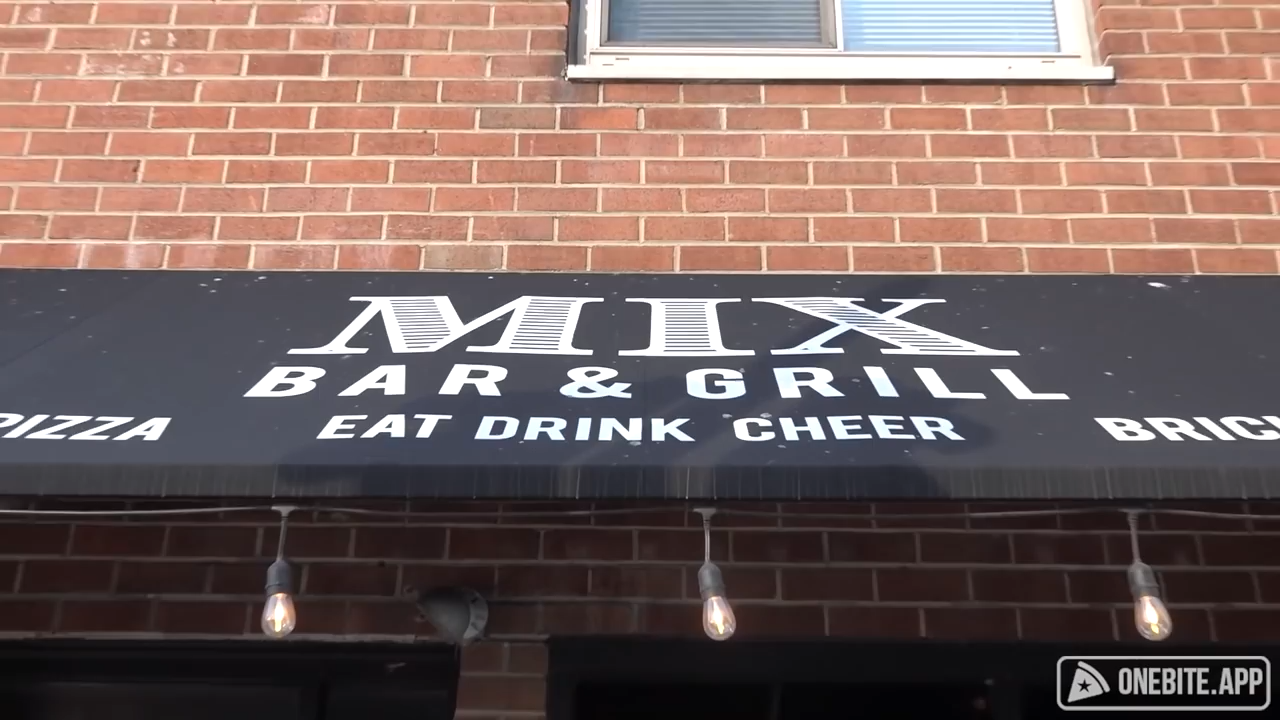 MIX
BAR & GRILL
PIZZA
EAT DRINK CHEER
ONEBITE.APP